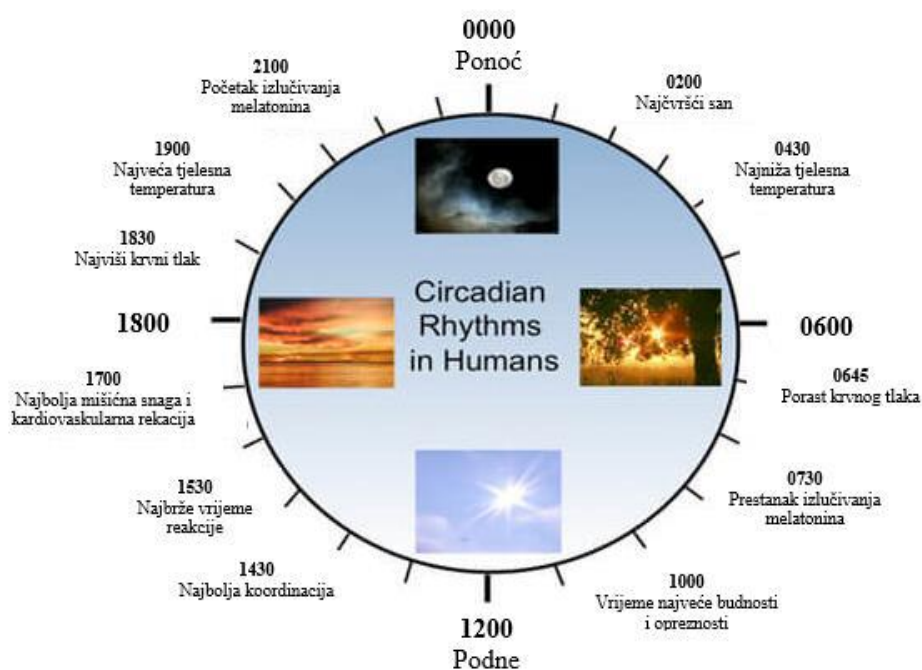 0000
Ponoć
0200
Najčvršći san
0430
Najniža tjelesna
temperatura
0600
0645
Porast krvnog tlaka
0730
Prestanak izlučivanja
melatonina
1000
Vrijeme najveće budnosti
i opreznosti
1200
Podne
1430
Najbolja koordinacija
1530
Najbrže vrijeme
reakcije
1700
Najbolja mišićna snaga i
kardiovaskularna rekacija
1800
1830
Najviši krvni tlak
1900
Najveća tjelesna
temperatura
2100
Početak izlučivanja
melatonina
Circadian
Rhythms
in Humans